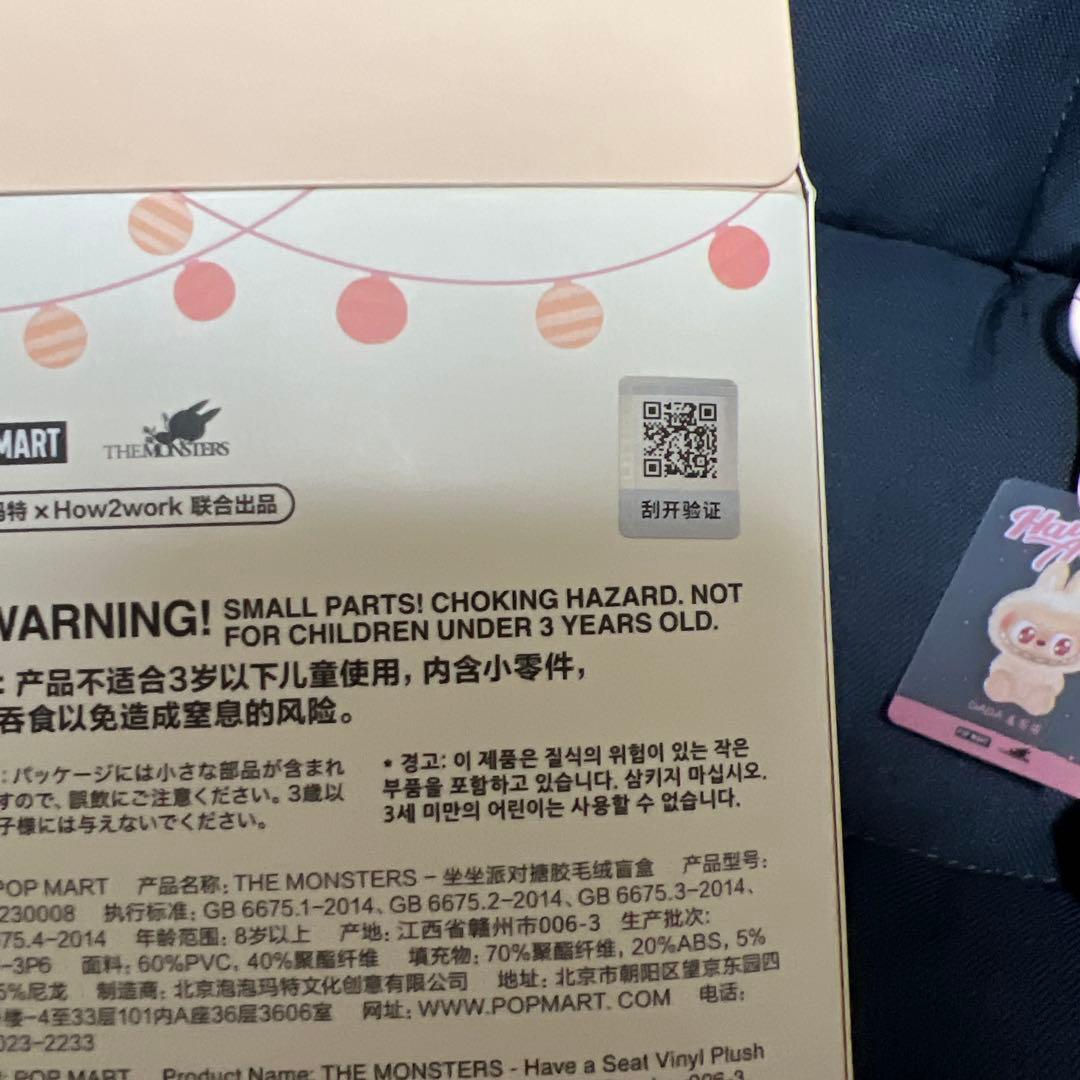 MART
THE MONSTERS
玛特 × How2work 联合出品
刮开验证
WARNING! SMALL PARTS! CHOKING HAZARD. NOT
FOR CHILDREN UNDER 3 YEARS OLD.
: 产品不适合3岁以下儿童使用，内含小零件，
吞食以免造成窒息的风险。
: パッケージには小さな部品が含まれ
すので、誤飲にご注意ください。3歳以
子様には与えないでください。
* 경고: 이 제품은 질식의 위험이 있는 작은
부품을 포함하고 있습니다. 삼키지 마십시오.
3세 미만의 어린이는 사용할 수 없습니다.
POP MART 产品名称: THE MONSTERS – 坐坐派对搪胶毛绒盲盒 产品型号:
230008 执行标准: GB 6675.1–2014、GB 6675.2–2014、GB 6675.3–2014、
75.4–2014 年龄范围: 8岁以上 产地: 江西省赣州市006-3 生产批次:
–3P6 面料: 60%PVC, 40%聚酯纤维 填充物: 70%聚酯纤维, 20%ABS, 5%
5%尼龙 制造商: 北京泡泡玛特文化创意有限公司 地址: 北京市朝阳区望京东园四
楼–4至33层101内A座36层3606室 网址: WWW.POPMART.COM 电话:
023–2233
POP MART Product Name: THE MONSTERS - Have a Seat Vinyl Plush
006-3
DADA
POP MART